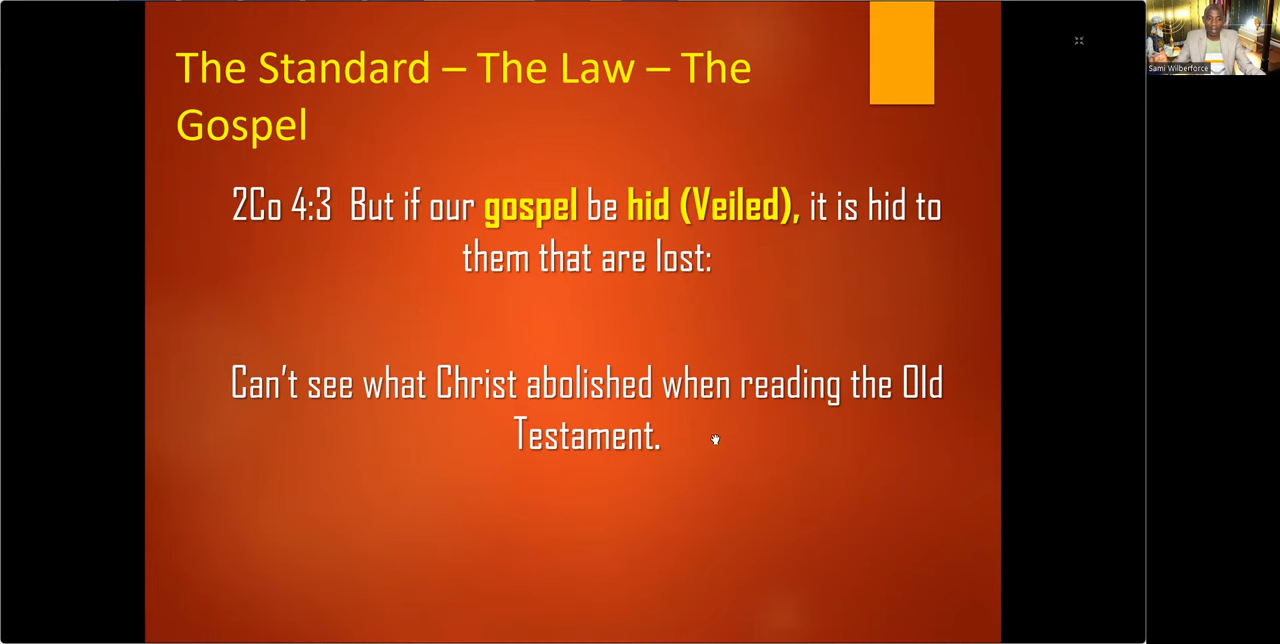 The Standard – The Law – The
Gospel
2Co 4:3 But if our gospel be hid (Veiled), it is hid to
them that are lost:
Can't see what Christ abolished when reading the Old
Testament.
Sami Wilberforce